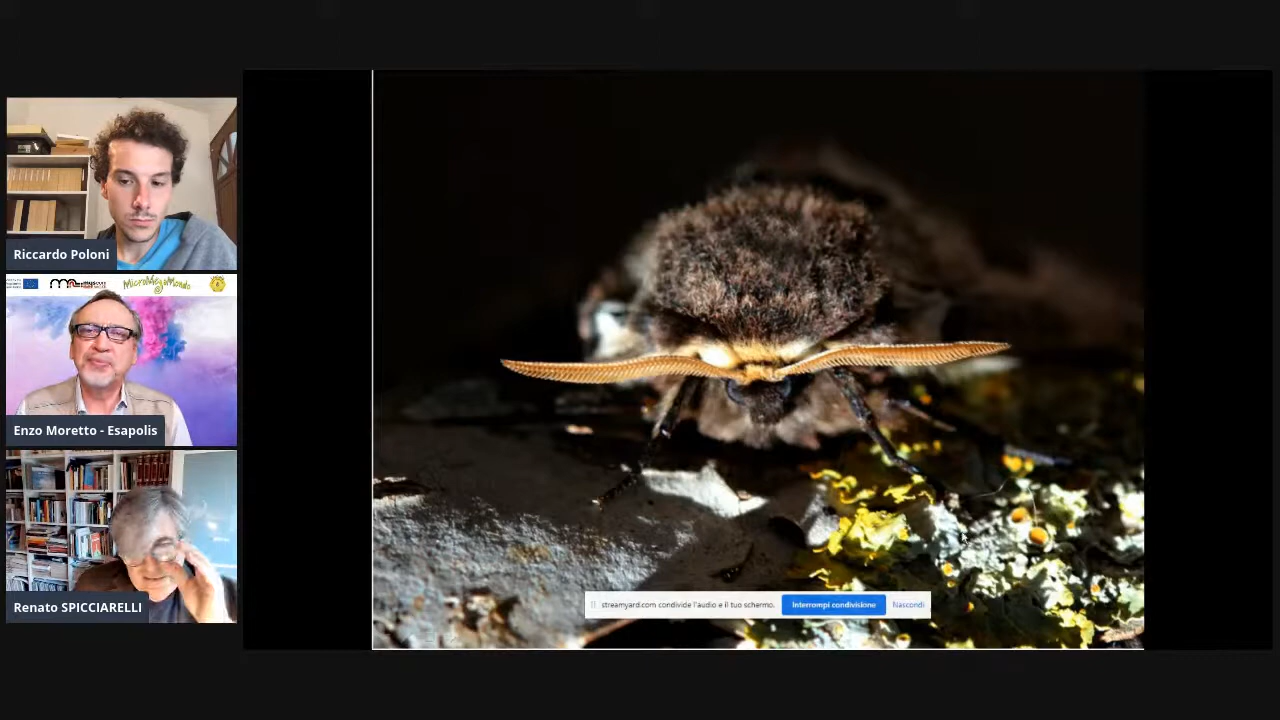 Riccardo Poloni
MicroMegaMondo
Enzo Moretto - Esapolis
Renato SPICCIARELLI
streamyard.com condivide l'audio e il tuo schermo.
Interrompi condivisione
Nascondi